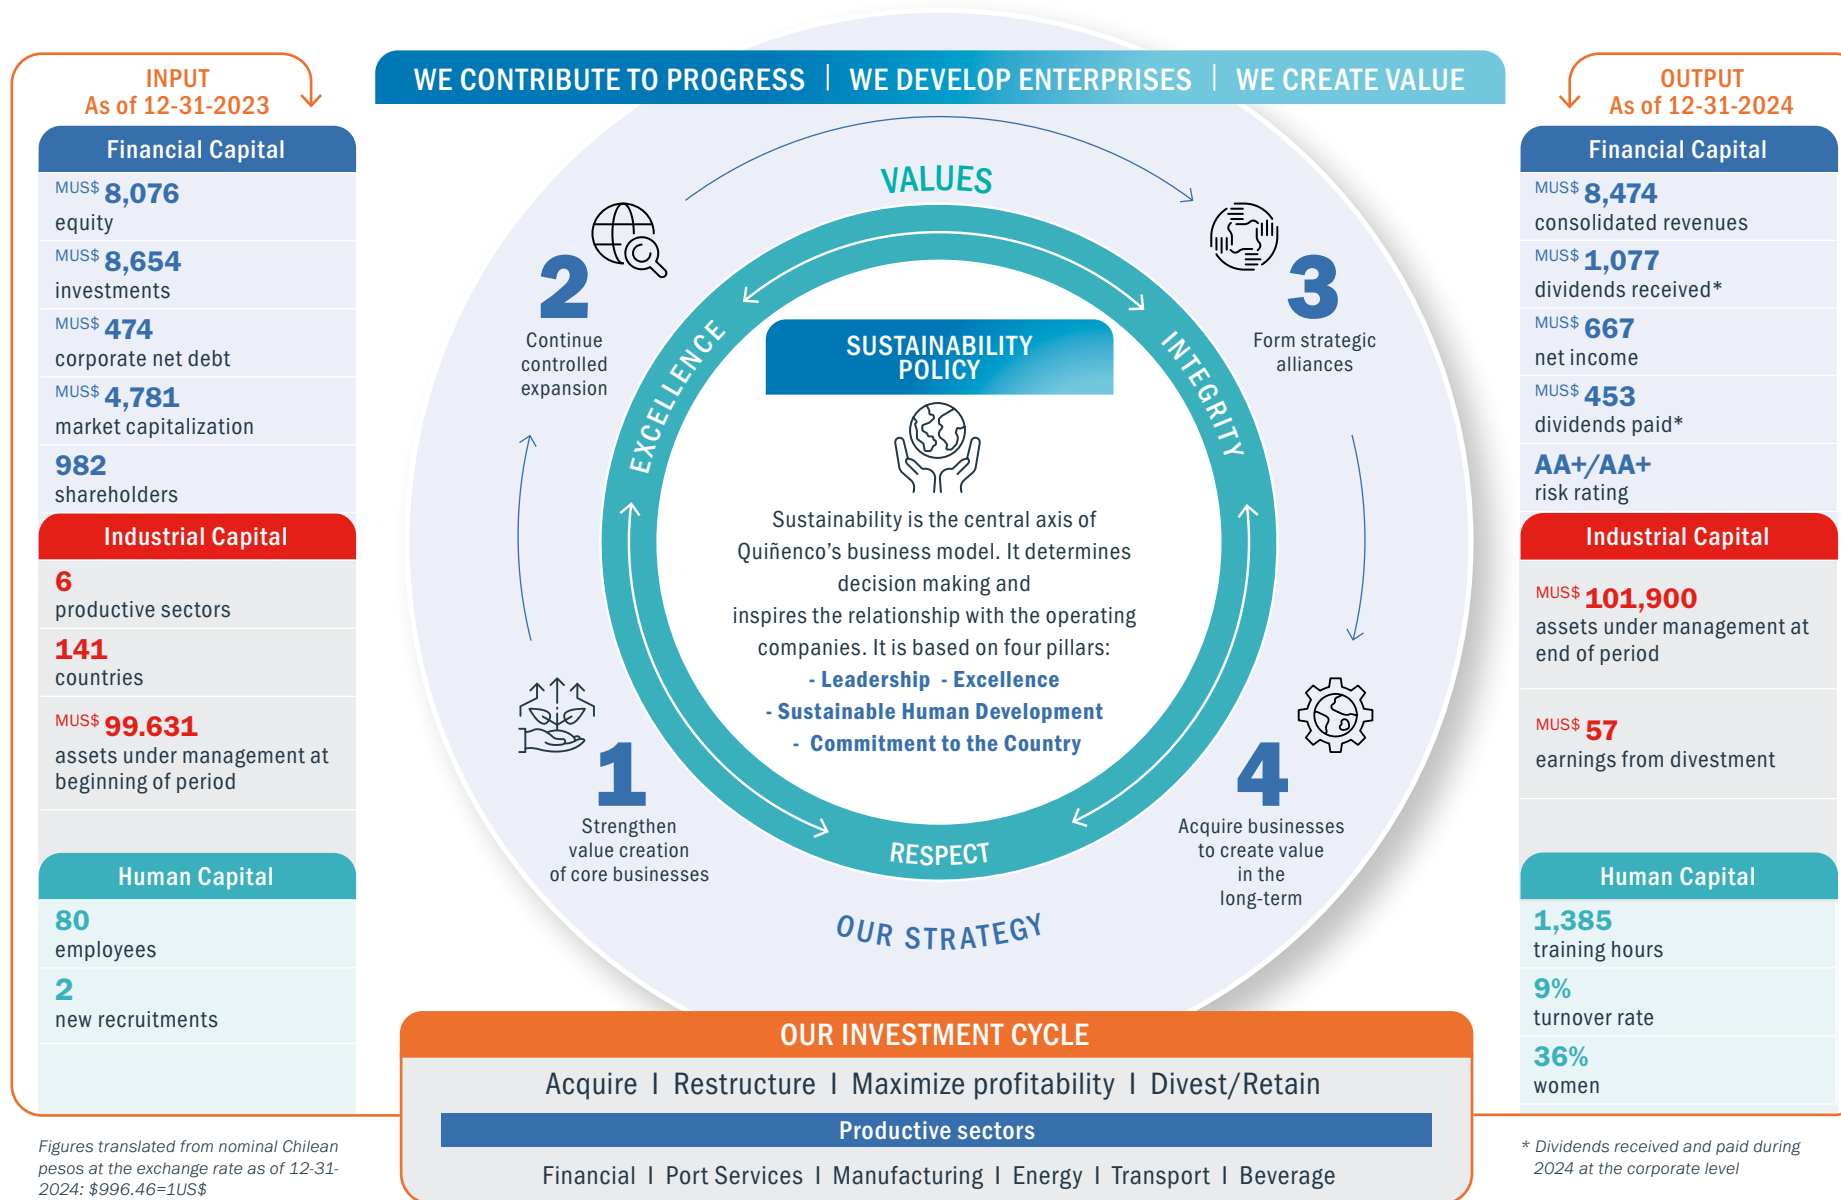 INPUT
As of 12-31-2023
Financial Capital
MUS$ 8,076
equity
MUS$ 8,654
investments
MUS$ 474
corporate net debt
MUS$ 4,781
market capitalization
982
shareholders
Industrial Capital
6
productive sectors
141
countries
MUS$ 99.631
assets under management at
beginning of period
Human Capital
80
employees
2
new recruitments
Figures translated from nominal Chilean
pesos at the exchange rate as of 12-31-
2024: $996.46=1US$
WE CONTRIBUTE TO PROGRESS | WE DEVELOP ENTERPRISES | WE CREATE VALUE
VALUES
EXCELLENCE
INTEGRITY
RESPECT
2
Continue
controlled
expansion
3
Form strategic
alliances
1
Strengthen
value creation
of core businesses
4
Acquire businesses
to create value
in the
long-term
SUSTAINABILITY
POLICY
Sustainability is the central axis of
Quiñenco's business model. It determines
decision making and
inspires the relationship with the operating
companies. It is based on four pillars:
- Leadership - Excellence
- Sustainable Human Development
- Commitment to the Country
OUR STRATEGY
OUR INVESTMENT CYCLE
Acquire I Restructure I Maximize profitability I Divest/Retain
Productive sectors
Financial I Port Services I Manufacturing I Energy I Transport I Beverage
OUTPUT
As of 12-31-2024
Financial Capital
MUS$ 8,474
consolidated revenues
MUS$ 1,077
dividends received*
MUS$ 667
net income
MUS$ 453
dividends paid*
AA+/AA+
risk rating
Industrial Capital
MUS$ 101,900
assets under management at
end of period
MUS$ 57
earnings from divestment
Human Capital
1,385
training hours
9%
turnover rate
36%
women
* Dividends received and paid during
2024 at the corporate level